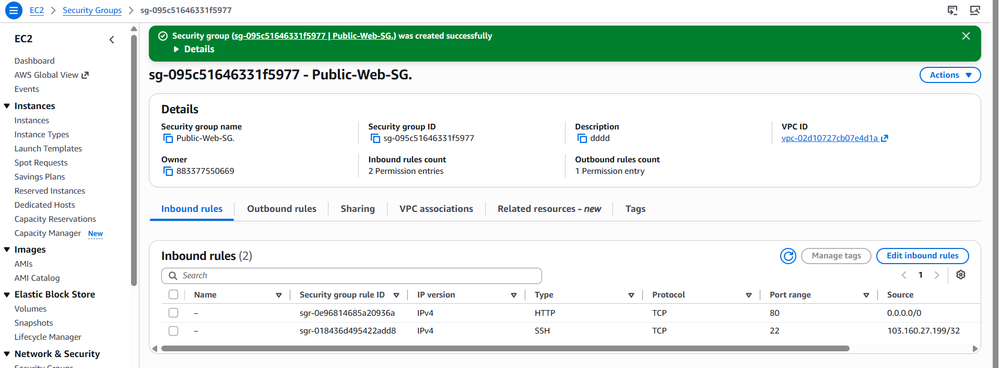 EC2 > Security Groups > sg-095c51646331f5977
EC2
Dashboard
AWS Global View
Events
Instances
Instances
Instance Types
Launch Templates
Spot Requests
Savings Plans
Reserved Instances
Dedicated Hosts
Capacity Reservations
Capacity Manager New
Images
AMIs
AMI Catalog
Elastic Block Store
Volumes
Snapshots
Lifecycle Manager
Network & Security
Security Groups
Security group (sg-095c51646331f5977 | Public-Web-SG.) was created successfully
Details
sg-095c51646331f5977 - Public-Web-SG.
Actions
Details
Security group name
Public-Web-SG.
Security group ID
sg-095c51646331f5977
Description
dddd
VPC ID
vpc-02d10727cb07e4d1a
Owner
883377550669
Inbound rules count
2 Permission entries
Outbound rules count
1 Permission entry
Inbound rules Outbound rules Sharing VPC associations Related resources - new Tags
Inbound rules (2)
Manage tags Edit inbound rules
Search
1
Name Security group rule ID IP version Type Protocol Port range Source
– sgr-0e96814685a20936a IPv4 HTTP TCP 80 0.0.0.0/0
– sgr-018436d495422add8 IPv4 SSH TCP 22 103.160.27.199/32